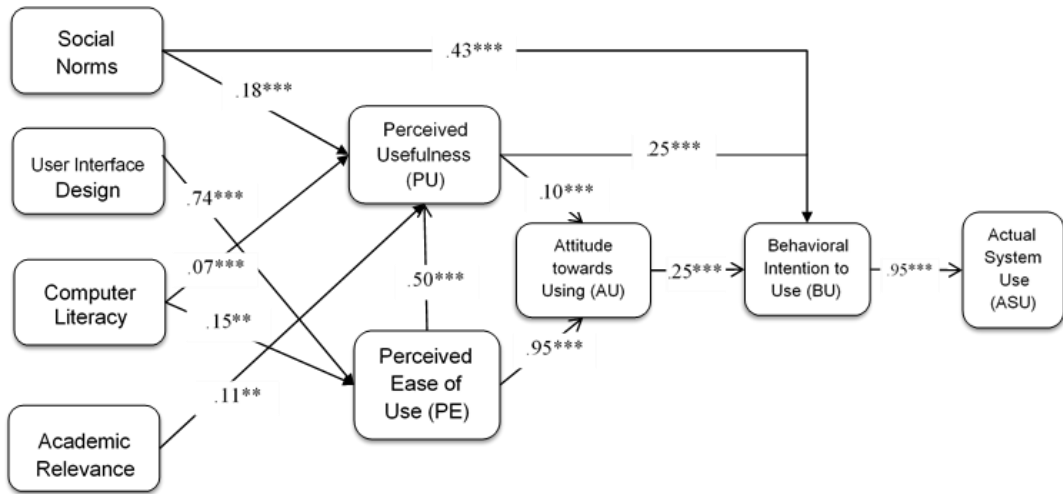 Social
Norms
.43***
.18***
Perceived
Usefulness
(PU)
.25***
User Interface
Design
.74***
.10***
Attitude
towards
Using (AU)
.25***
Behavioral
Intention to
Use (BU)
.95***
Actual
System
Use
(ASU)
.07***
.50***
Computer
Literacy
.15**
.95***
Perceived
Ease of
Use (PE)
.11**
Academic
Relevance